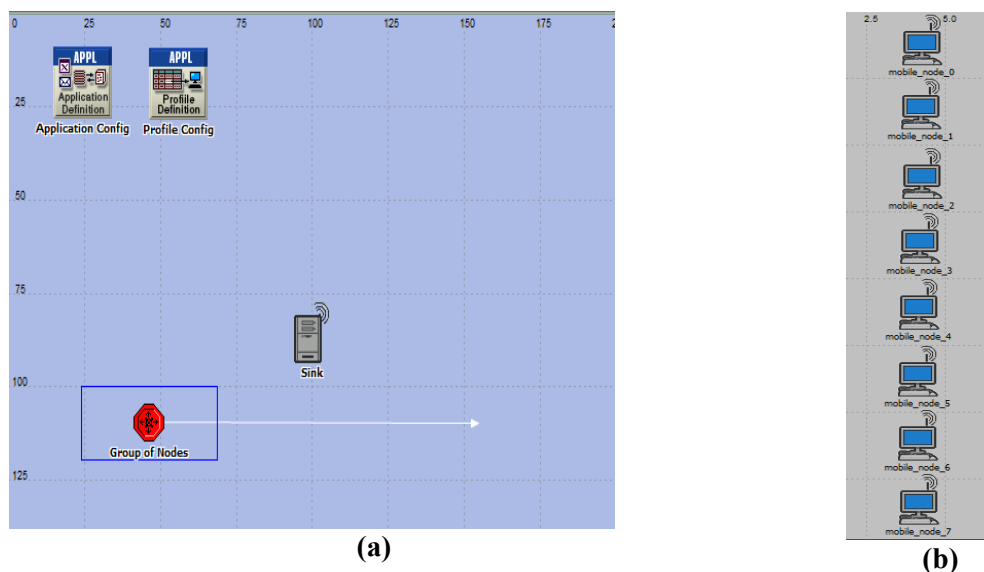 0 25 50 75 100 125 150 175 2
APPL APPL
Application Definition
Profile Definition
Application Config Profile Config
25
50
75
Sink
100
Group of Nodes
125
(a)
2.5 5.0
mobile_node_0
mobile_node_1
mobile_node_2
mobile_node_3
mobile_node_4
mobile_node_5
mobile_node_6
mobile_node_7
(b)